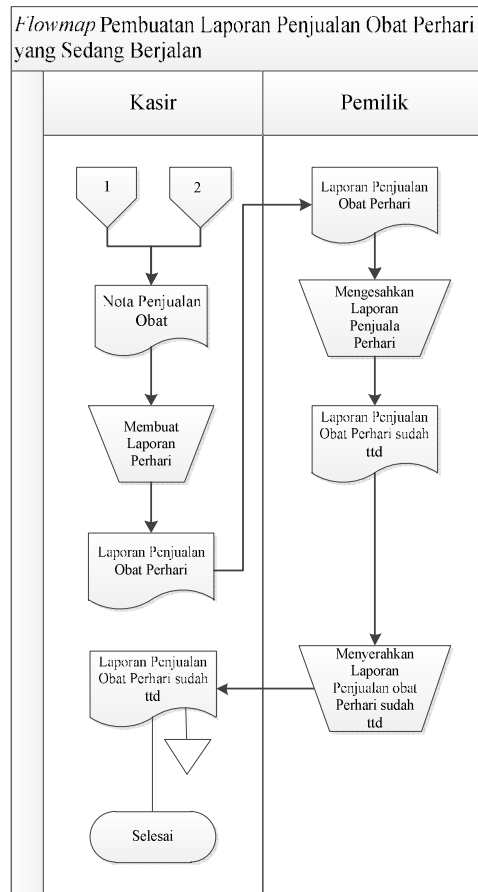 Flowmap Pembuatan Laporan Penjualan Obat Perhari
yang Sedang Berjalan
Kasir
Pemilik
1
2
Nota Penjualan
Obat
Membuat
Laporan
Perhari
Laporan Penjualan
Obat Perhari
Laporan Penjualan
Obat Perhari
Mengesahkan
Laporan
Penjuala
Perhari
Laporan Penjualan
Obat Perhari sudah
ttd
Menyerahkan
Laporan
Penjualan obat
Perhari sudah
ttd
Laporan Penjualan
Obat Perhari sudah
ttd
Selesai